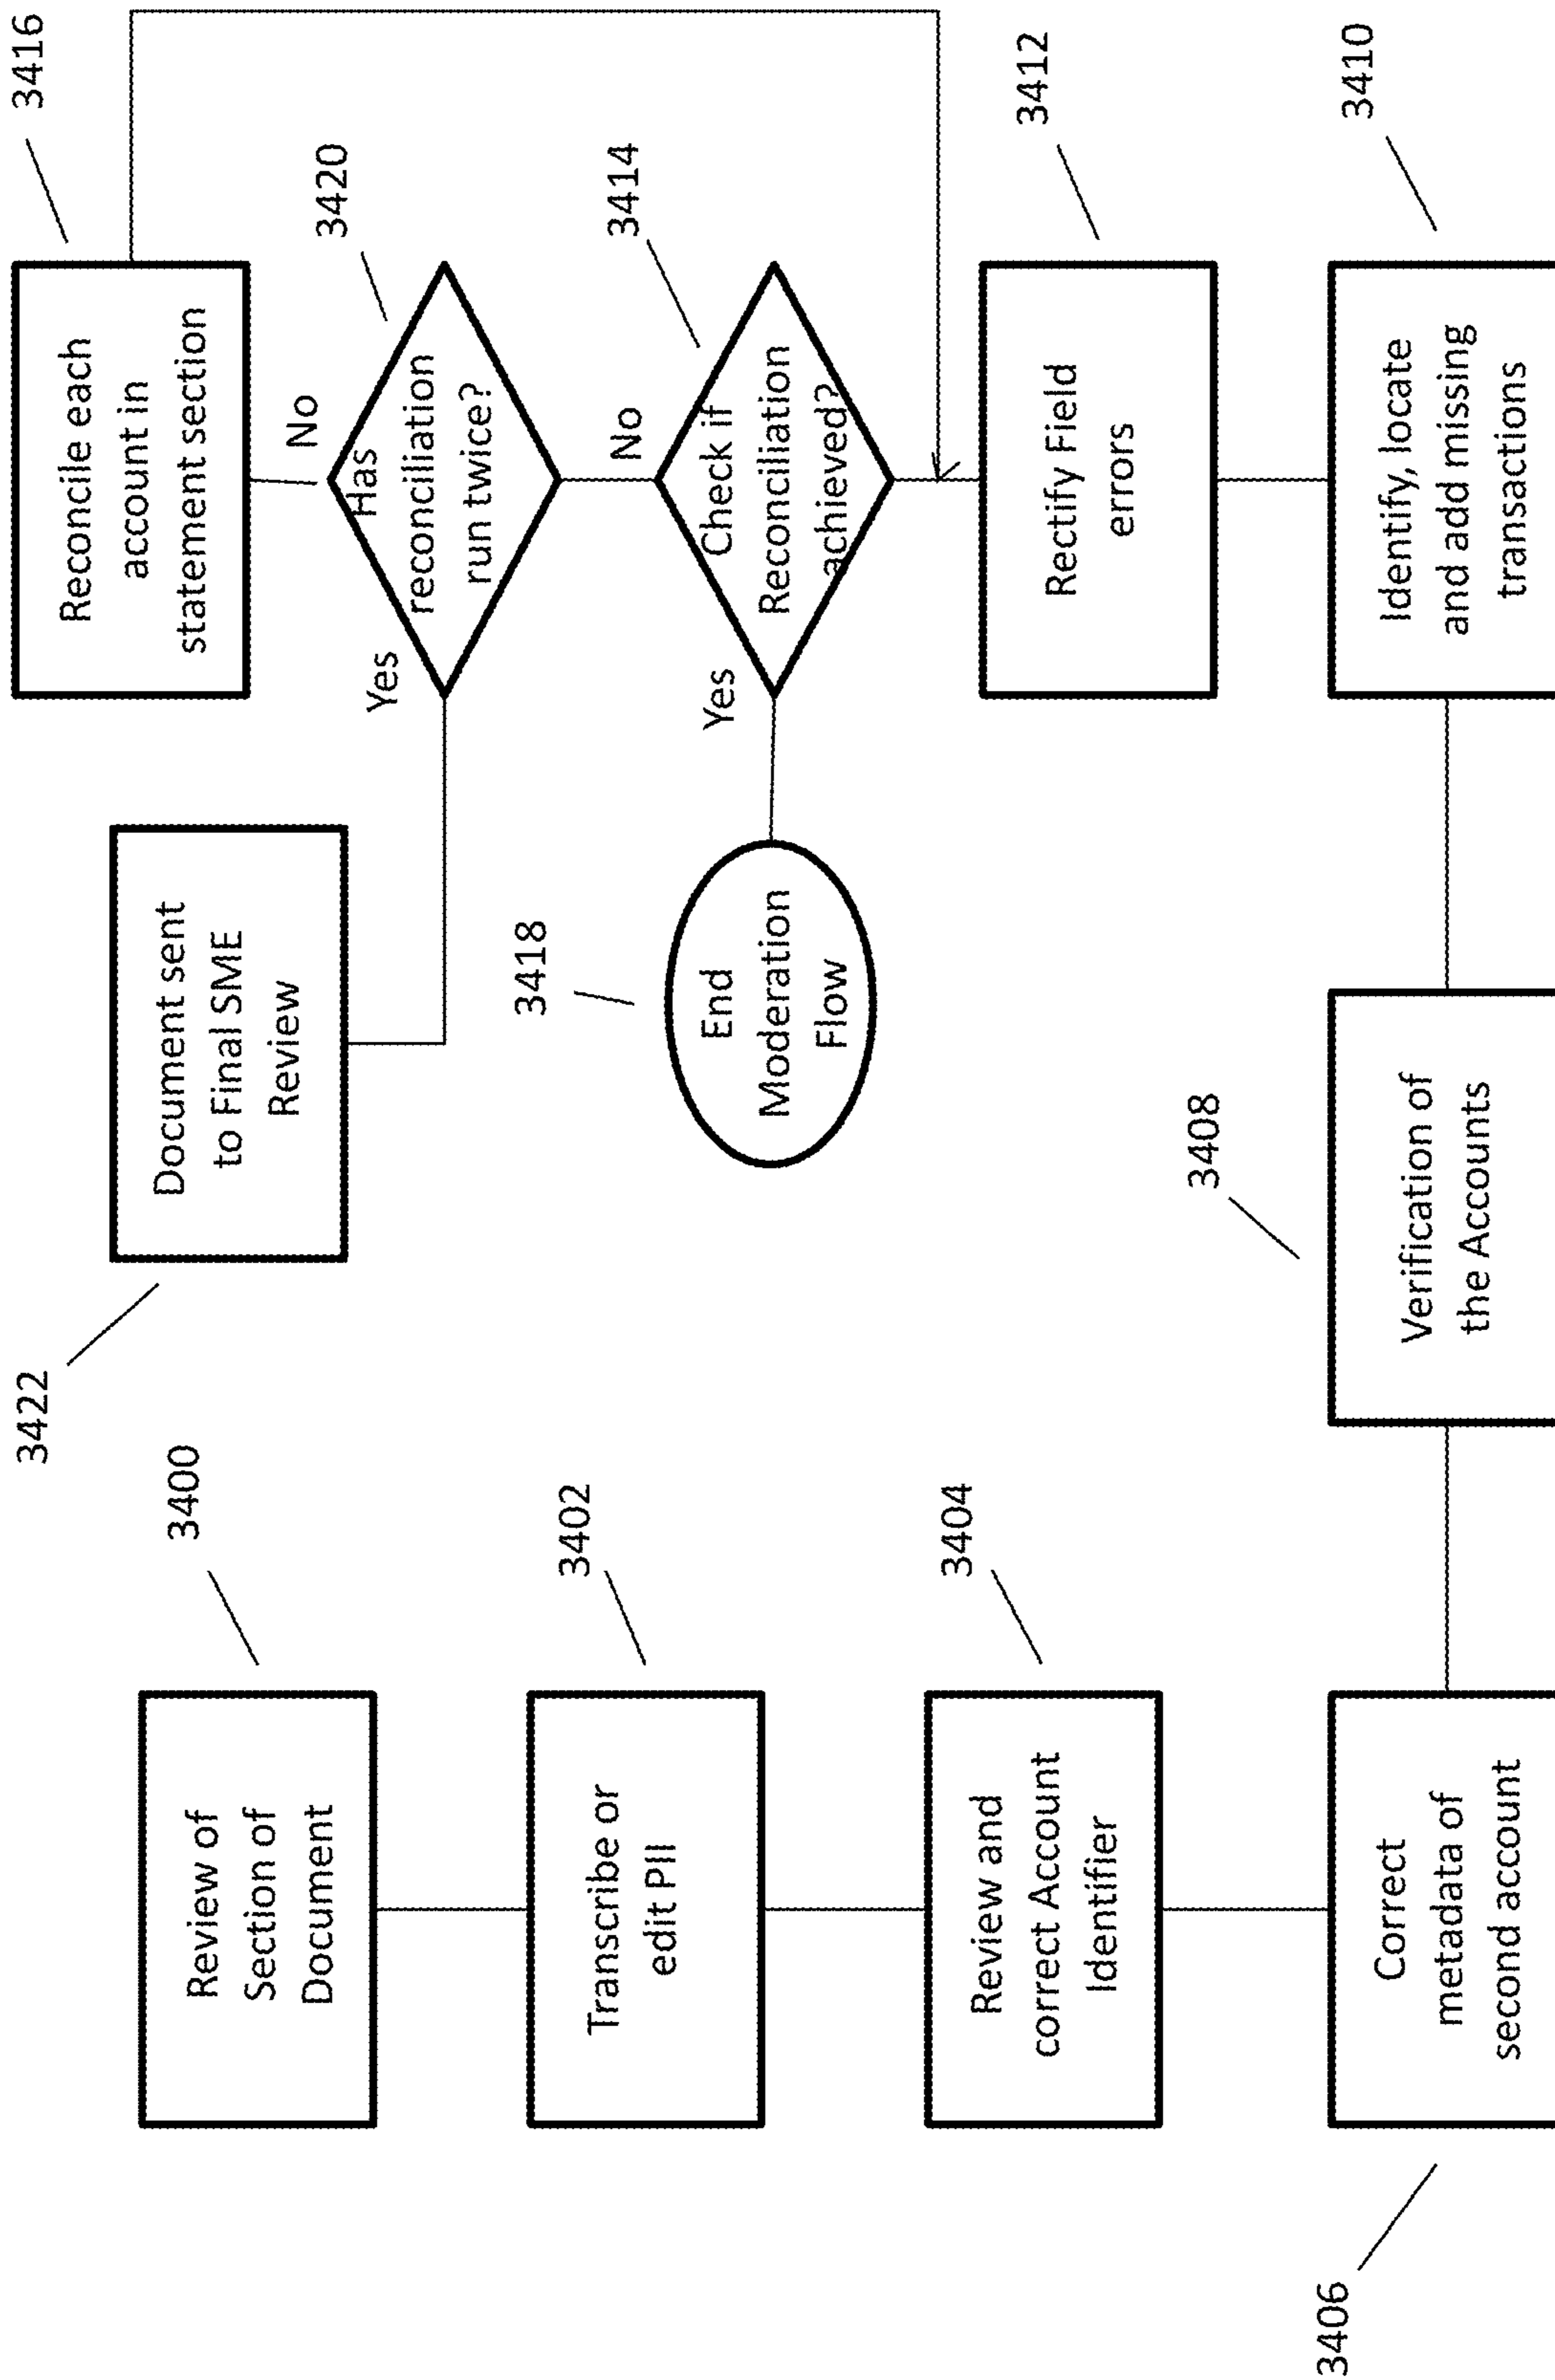 3400
Review of
Section of
Document
3402
Transcribe or
edit PII
3404
Review and
correct Account
Identifier
3406
Correct
metadata of
second account
3408
Verification of
the Accounts
3410
Identify, locate
and add missing
transactions
3412
Rectify Field
errors
3414
Check if
Reconciliation
achieved?
Yes
No
3418
End
Moderation
Flow
3420
Has
reconciliation
run twice?
Yes
No
3422
Document sent
to Final SME
Review
3416
Reconcile each
account in
statement section